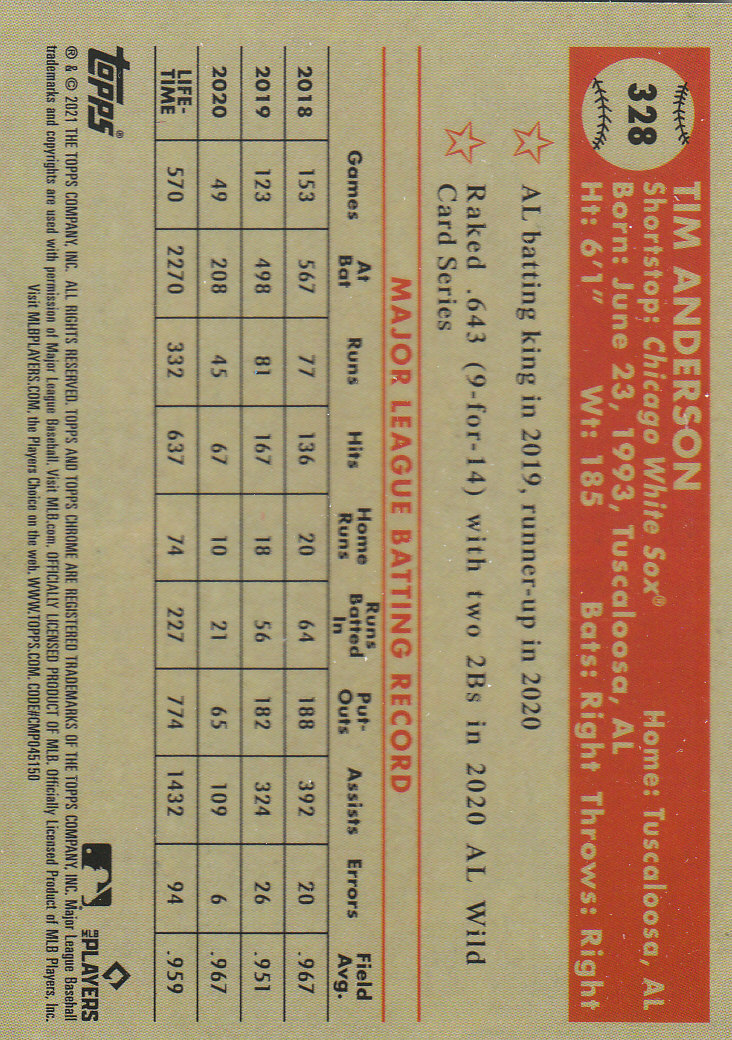 328
TIM ANDERSON
Shortstop: Chicago White Sox® Home: Tuscaloosa, AL
Born: June 23, 1993, Tuscaloosa, AL
Ht: 6'1" Wt: 185 Bats: Right Throws: Right
AL batting king in 2019, runner-up in 2020
Raked .643 (9-for-14) with two 2Bs in 2020 AL Wild
Card Series
MAJOR LEAGUE BATTING RECORD
Games At Bat Runs Hits Home Runs Runs Batted In Put-Outs Assists Errors Field Avg.
2018 153 567 77 136 20 64 188 392 20 .967
2019 123 498 81 167 18 56 182 324 26 .951
2020 49 208 45 67 10 21 65 109 6 .967
LIFE-TIME 570 2270 332 637 74 227 774 1432 94 .959
topps®
MLB PLAYERS
® & © 2021 THE TOPPS COMPANY, INC. ALL RIGHTS RESERVED. TOPPS AND TOPPS CHROME ARE REGISTERED TRADEMARKS OF THE TOPPS COMPANY, INC. Major League Baseball
trademarks and copyrights are used with permission of Major League Baseball. Visit MLB.com. OFFICIALLY LICENSED PRODUCT OF MLB. Officially Licensed Product of MLB Players, Inc.
Visit MLBPLAYERS.COM, the Players Choice on the web. WWW.TOPPS.COM. CODE#CMP045150